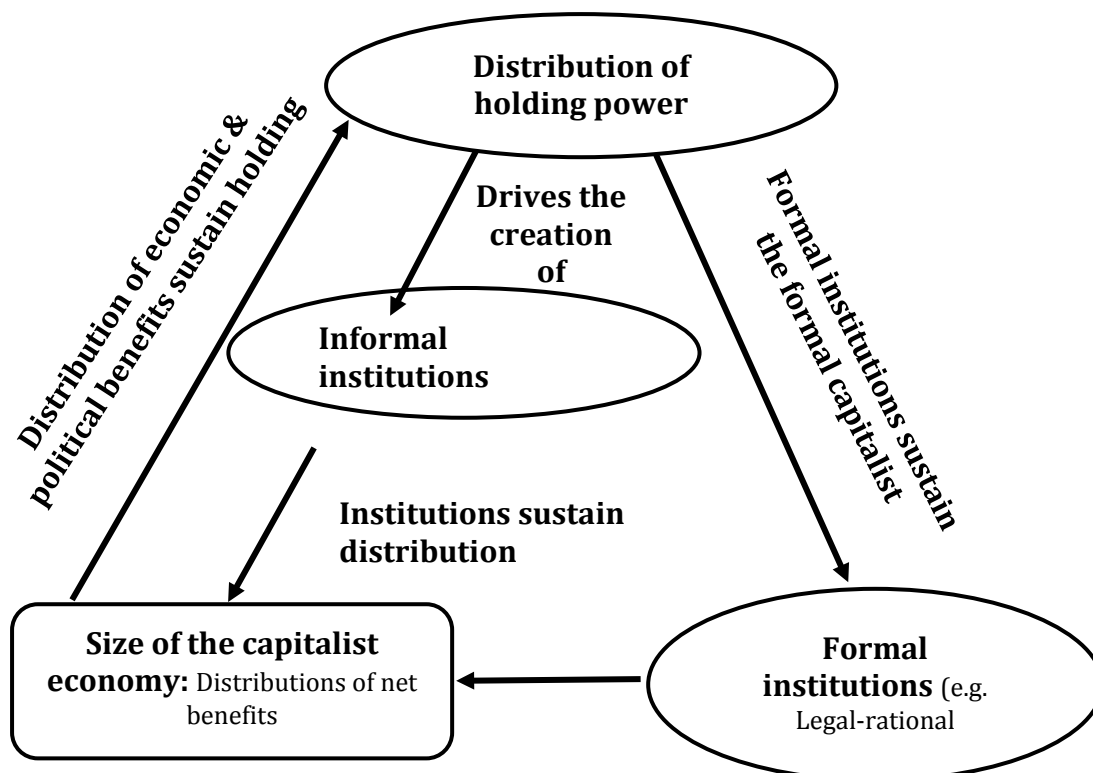 Distribution of
holding power
Distribution of economic &
political benefits sustain holding
Drives the
creation
of
Formal institutions sustain
the formal capitalist
Informal
institutions
Institutions sustain
distribution
Size of the capitalist
economy: Distributions of net
benefits
Formal
institutions (e.g.
Legal-rational